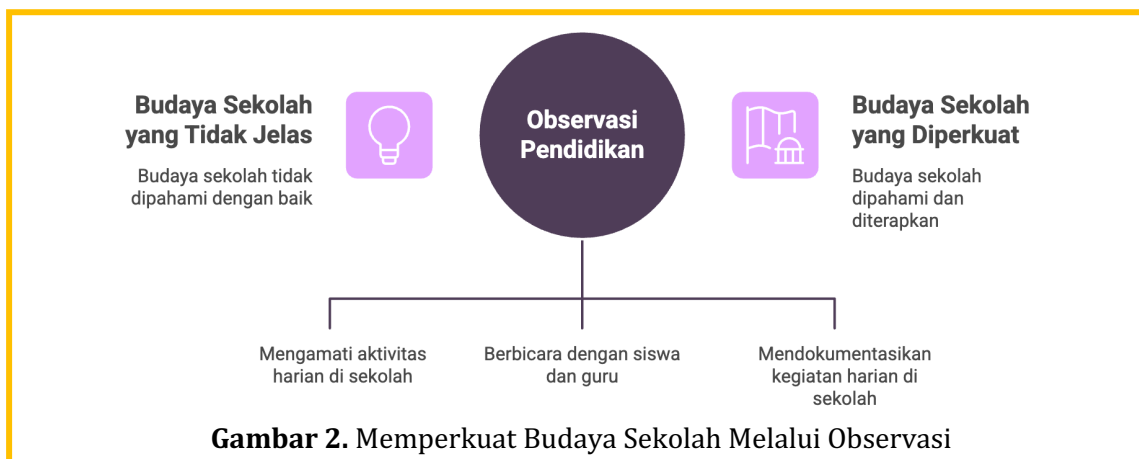 Budaya Sekolah
yang Tidak Jelas
Budaya sekolah tidak
dipahami dengan baik
Observasi
Pendidikan
Budaya Sekolah
yang Diperkuat
Budaya sekolah
dipahami dan
diterapkan
Mengamati aktivitas
harian di sekolah
Berbicara dengan siswa
dan guru
Mendokumentasikan
kegiatan harian di
sekolah
Gambar 2. Memperkuat Budaya Sekolah Melalui Observasi